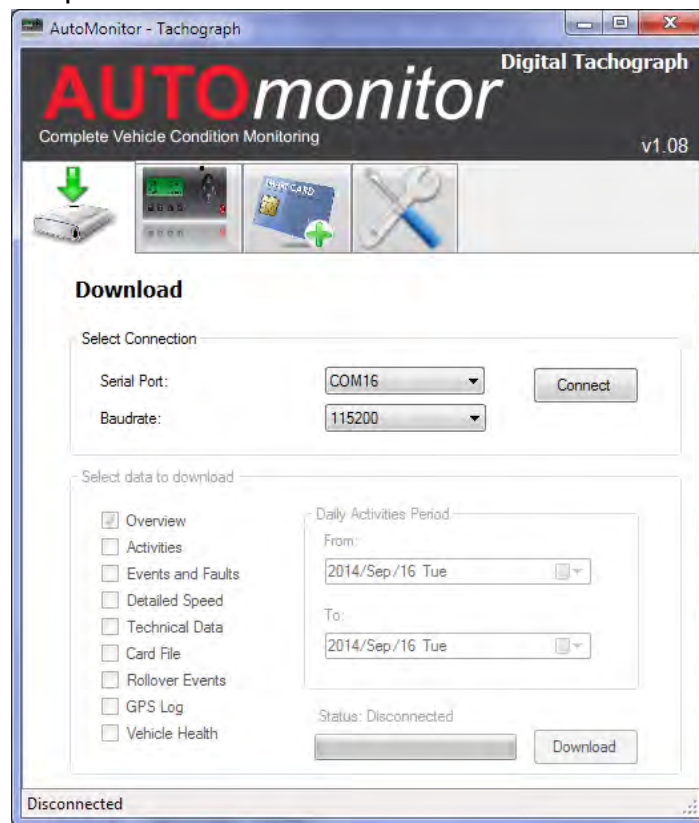 AutoMonitor - Tachograph
Digital Tachograph
AUTOmonitor
Complete Vehicle Condition Monitoring
v1.08
SMART CARD
Download
Select Connection
Serial Port:
COM16
Connect
Baudrate:
115200
Select data to download
Overview
Activities
Events and Faults
Detailed Speed
Technical Data
Card File
Rollover Events
GPS Log
Vehicle Health
Daily Activities Period
From:
2014/Sep/16 Tue
To:
2014/Sep/16 Tue
Status: Disconnected
Download
Disconnected